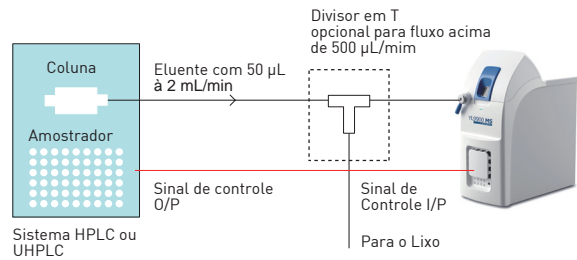 Divisor em T
opcional para fluxo acima
de 500 µL/mim
Coluna
Eluente com 50 µL
à 2 mL/min
Amostrador
Sinal de controle
O/P
Sinal de
Controle I/P
Sistema HPLC ou
UHPLC
Para o Lixo